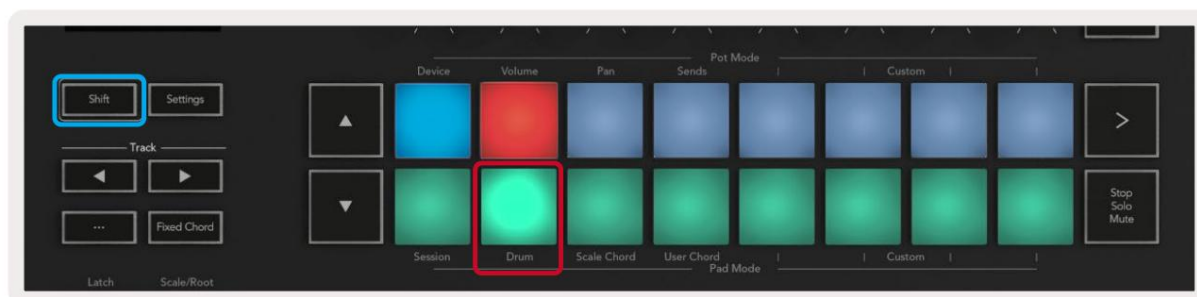 Pot Mode
Device Volume Pan Sends Custom
Shift Settings
Track
...
Fixed Chord
Stop
Solo
Mute
Session Drum Scale Chord User Chord Custom
Pad Mode
Latch Scale/Root